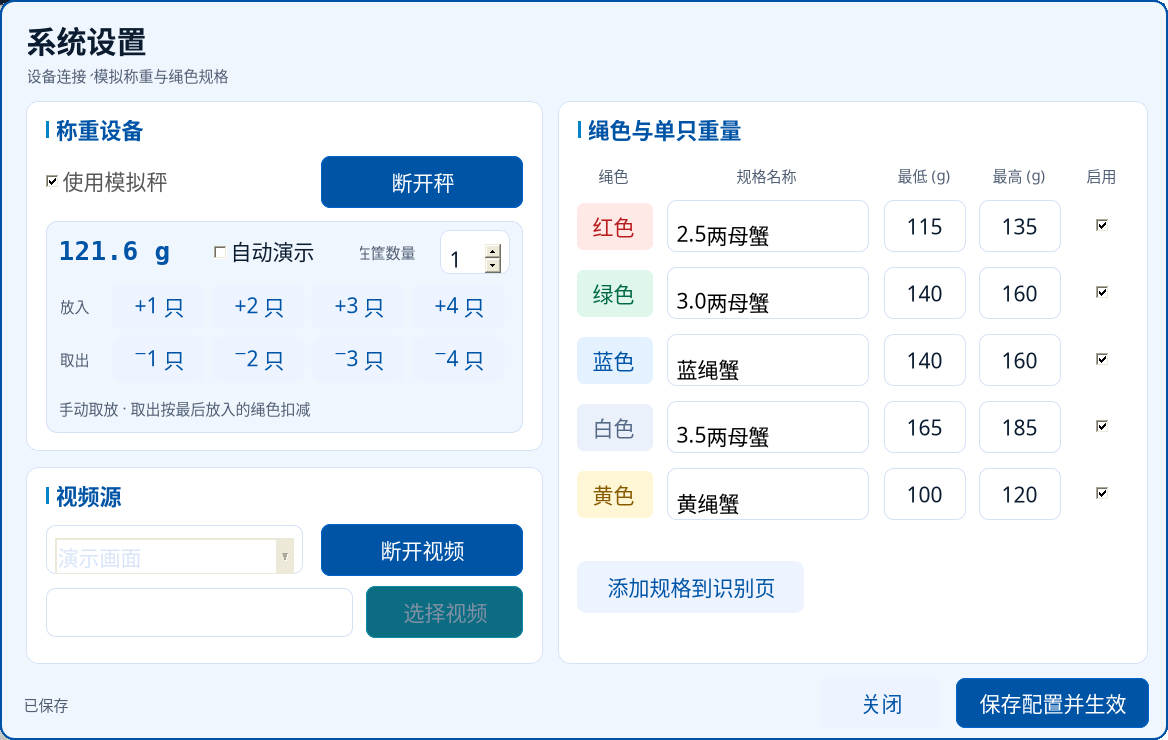 系统设置
设备连接·模拟称重与绳色规格
称重设备
使用模拟秤
断开秤
121.6 g
自动演示
在筐数量
1
放入
+1 只
+2 只
+3 只
+4 只
取出
−1 只
−2 只
−3 只
−4 只
手动取放 · 取出按最后放入的绳色扣减
视频源
演示画面
断开视频
选择视频
绳色与单只重量
绳色 规格名称 最低 (g) 最高 (g) 启用
红色 2.5两母蟹 115 135
绿色 3.0两母蟹 140 160
蓝色 蓝绳蟹 140 160
白色 3.5两母蟹 165 185
黄色 黄绳蟹 100 120
添加规格到识别页
已保存
关闭
保存配置并生效